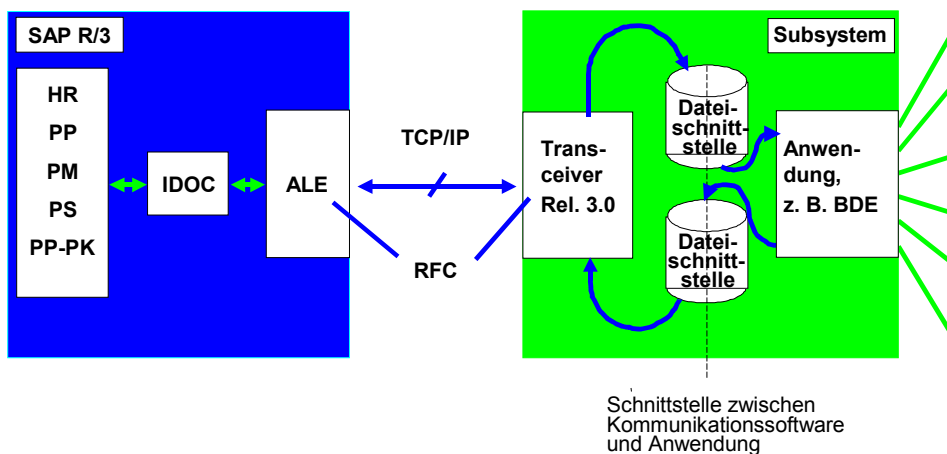 SAP R/3
HR
PP
PM
PS
PP-PK
IDOC
ALE
TCP/IP
RFC
Subsystem
Trans-
ceiver
Rel. 3.0
Datei-
schnitt-
stelle
Datei-
schnitt-
stelle
Anwen-
dung,
z. B. BDE
Schnittstelle zwischen
Kommunikationssoftware
und Anwendung